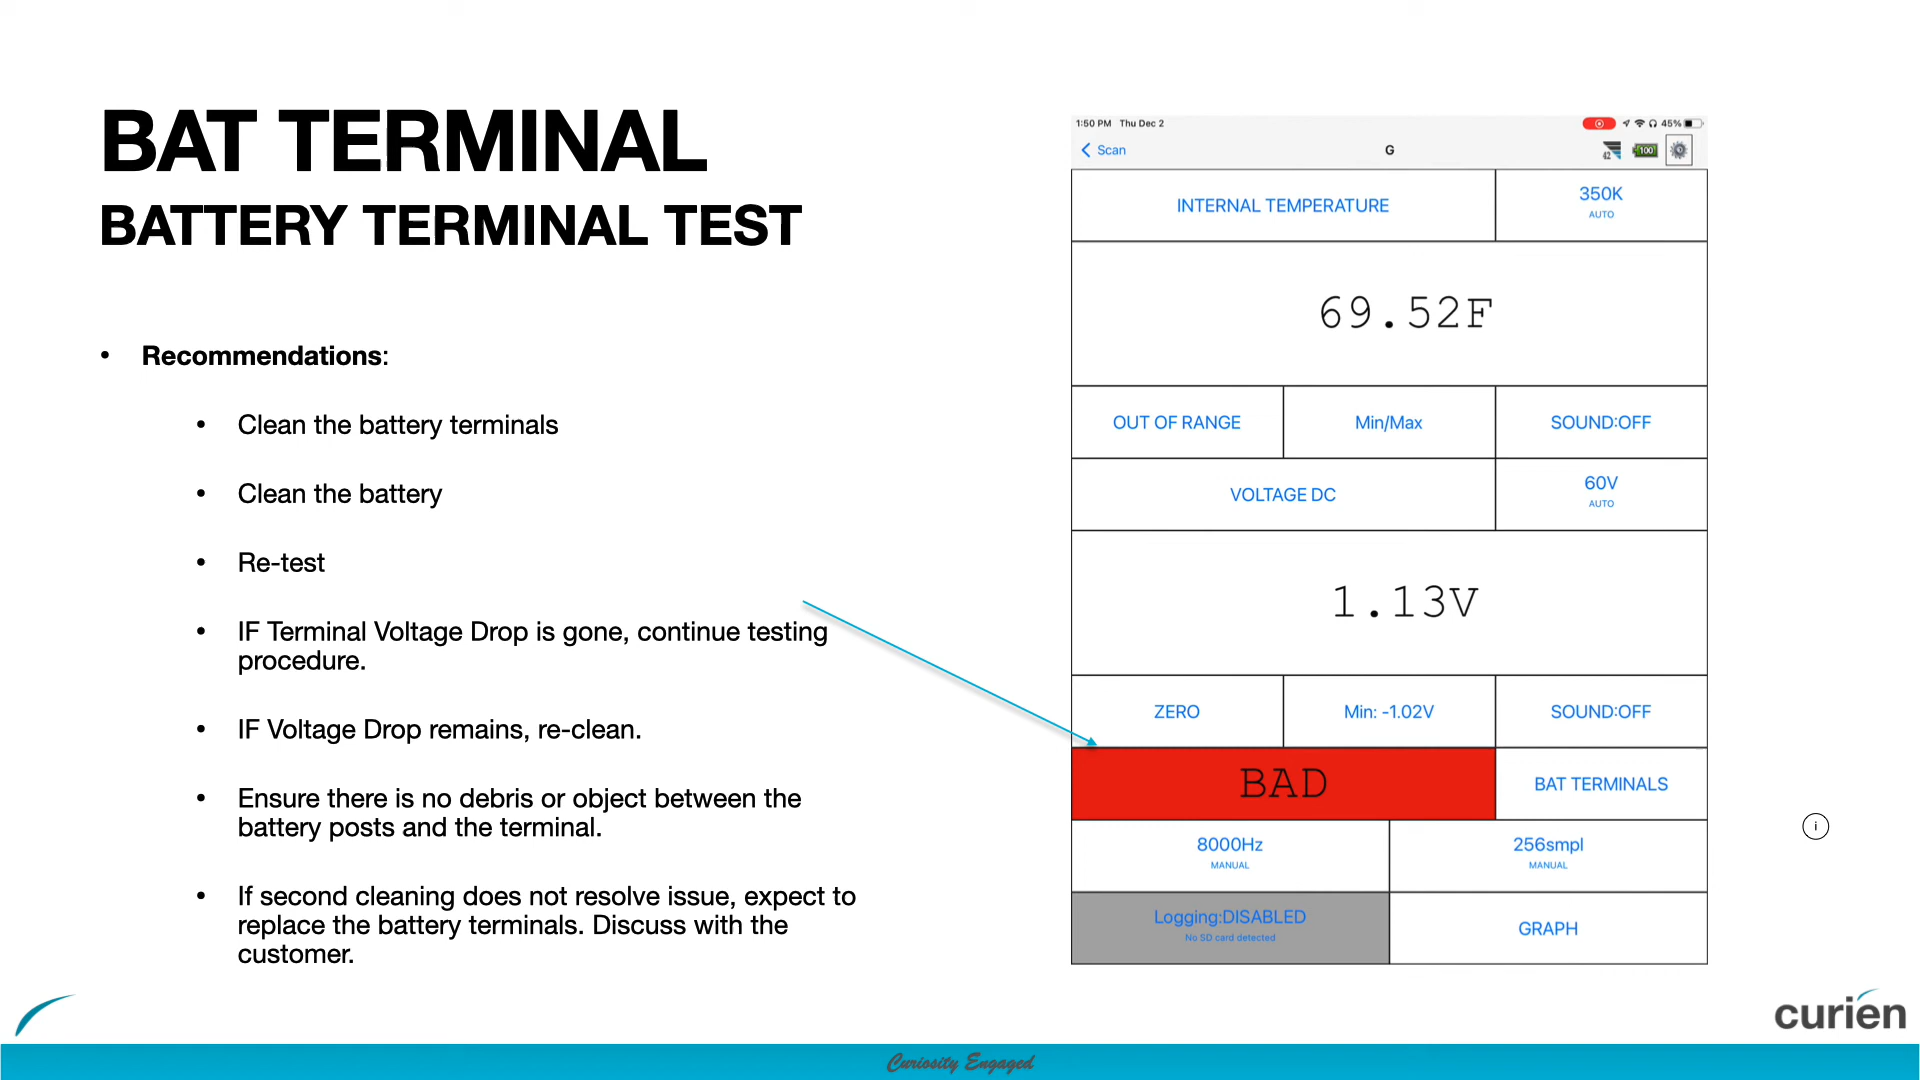 BAT TERMINAL
BATTERY TERMINAL TEST
• Recommendations:
• Clean the battery terminals
• Clean the battery
• Re-test
• IF Terminal Voltage Drop is gone, continue testing
procedure.
• IF Voltage Drop remains, re-clean.
• Ensure there is no debris or object between the
battery posts and the terminal.
• If second cleaning does not resolve issue, expect to
replace the battery terminals. Discuss with the
customer.
1:50 PM Thu Dec 2 45%
Scan G 42 100
INTERNAL TEMPERATURE 350K
AUTO
69.52F
OUT OF RANGE Min/Max SOUND:OFF
VOLTAGE DC 60V
AUTO
1.13V
ZERO Min: -1.02V SOUND:OFF
BAD BAT TERMINALS
8000Hz 256smpl
MANUAL MANUAL
Logging:DISABLED GRAPH
No SD card detected
i
curien
Curiosity Engaged